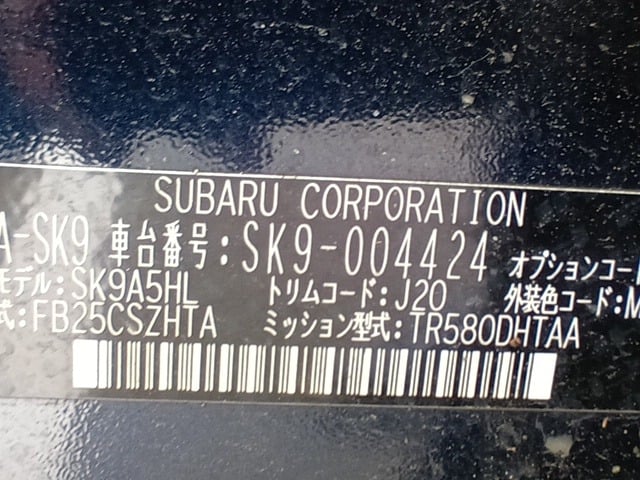 SUBARU CORPORATION
A-SK9 車台番号:SK9-004424 オプションコー
モデル:SK9A5HL トリムコード:J20 外装色コード:M
式:FB25CSZHTA ミッション型式:TR580DHTAA